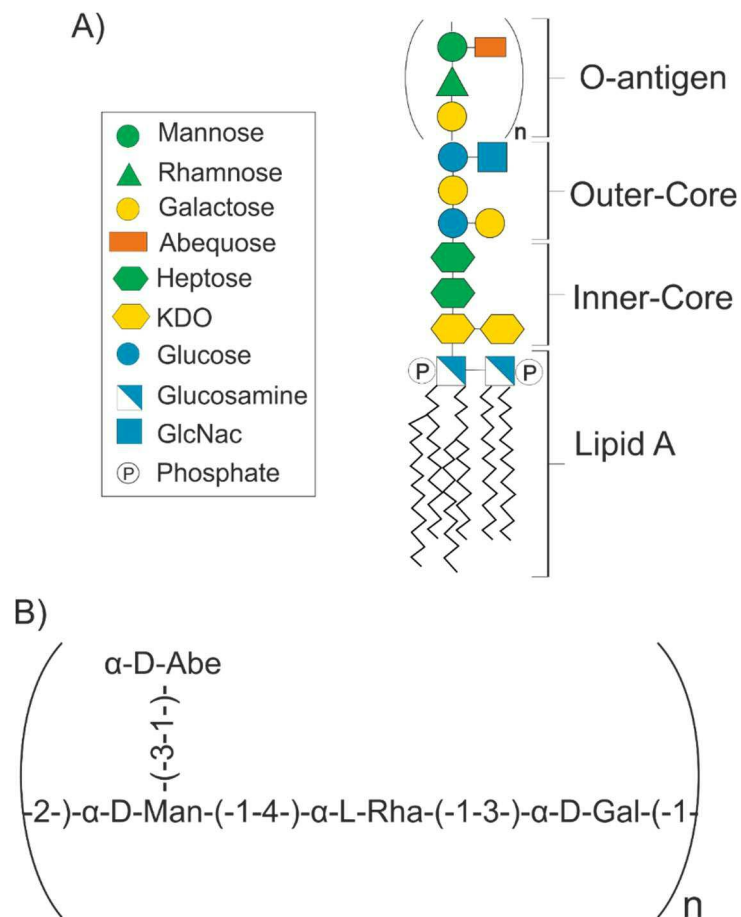 A)
Mannose
Rhamnose
Galactose
Abequose
Heptose
KDO
Glucose
Glucosamine
GlcNac
P Phosphate
n
O-antigen
Outer-Core
Inner-Core
P P
Lipid A
B)
α-D-Abe
-(-3-1-)-
-2-)-α-D-Man-(-1-4-)-α-L-Rha-(-1-3-)-α-D-Gal-(-1-
n